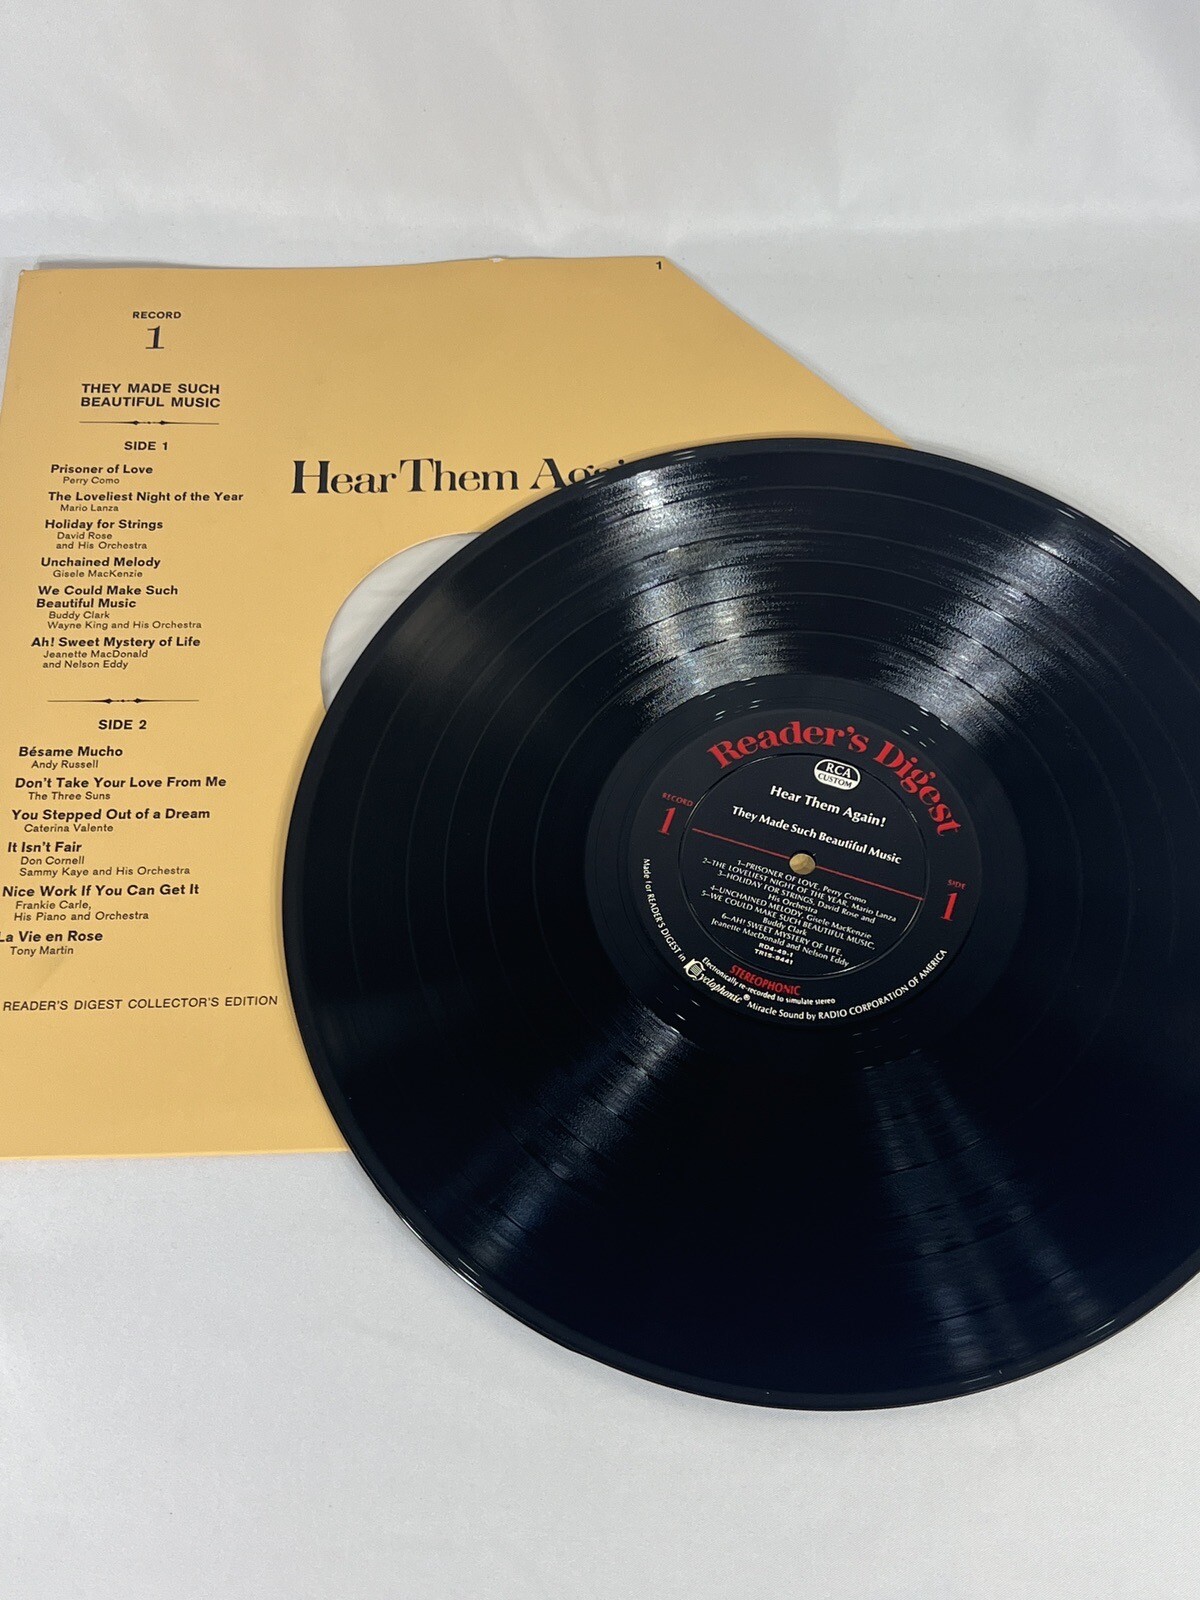 1
RECORD
1
THEY MADE SUCH
BEAUTIFUL MUSIC
SIDE 1
Prisoner of Love
Perry Como
The Loveliest Night of the Year
Mario Lanza
Holiday for Strings
David Rose
and His Orchestra
Unchained Melody
Gisele MacKenzie
We Could Make Such
Beautiful Music
Buddy Clark
Wayne King and His Orchestra
Ah! Sweet Mystery of Life
Jeanette MacDonald
and Nelson Eddy
SIDE 2
Bésame Mucho
Andy Russell
Don't Take Your Love From Me
The Three Suns
You Stepped Out of a Dream
Caterina Valente
It Isn't Fair
Don Cornell
Sammy Kaye and His Orchestra
Nice Work If You Can Get It
Frankie Carle,
His Piano and Orchestra
La Vie en Rose
Tony Martin
READER'S DIGEST COLLECTOR'S EDITION
Hear Them
Reader's Digest
RCA
CUSTOM
Hear Them Again!
They Made Such Beautiful Music
RECORD
1
SIDE
1
1–PRISONER OF LOVE, Perry Como
2–THE LOVELIEST NIGHT OF THE YEAR, Mario Lanza
3–HOLIDAY FOR STRINGS, David Rose and
His Orchestra
4–UNCHAINED MELODY, Gisele MacKenzie
5–WE COULD MAKE SUCH BEAUTIFUL MUSIC,
Buddy Clark
6–AH! SWEET MYSTERY OF LIFE,
Jeanette MacDonald and Nelson Eddy
RD4-49-1
TRIS-9441
STEREOPHONIC
Electronically re-recorded to simulate stereo
Made for READER'S DIGEST in Cyclophonic® Miracle Sound by RADIO CORPORATION OF AMERICA